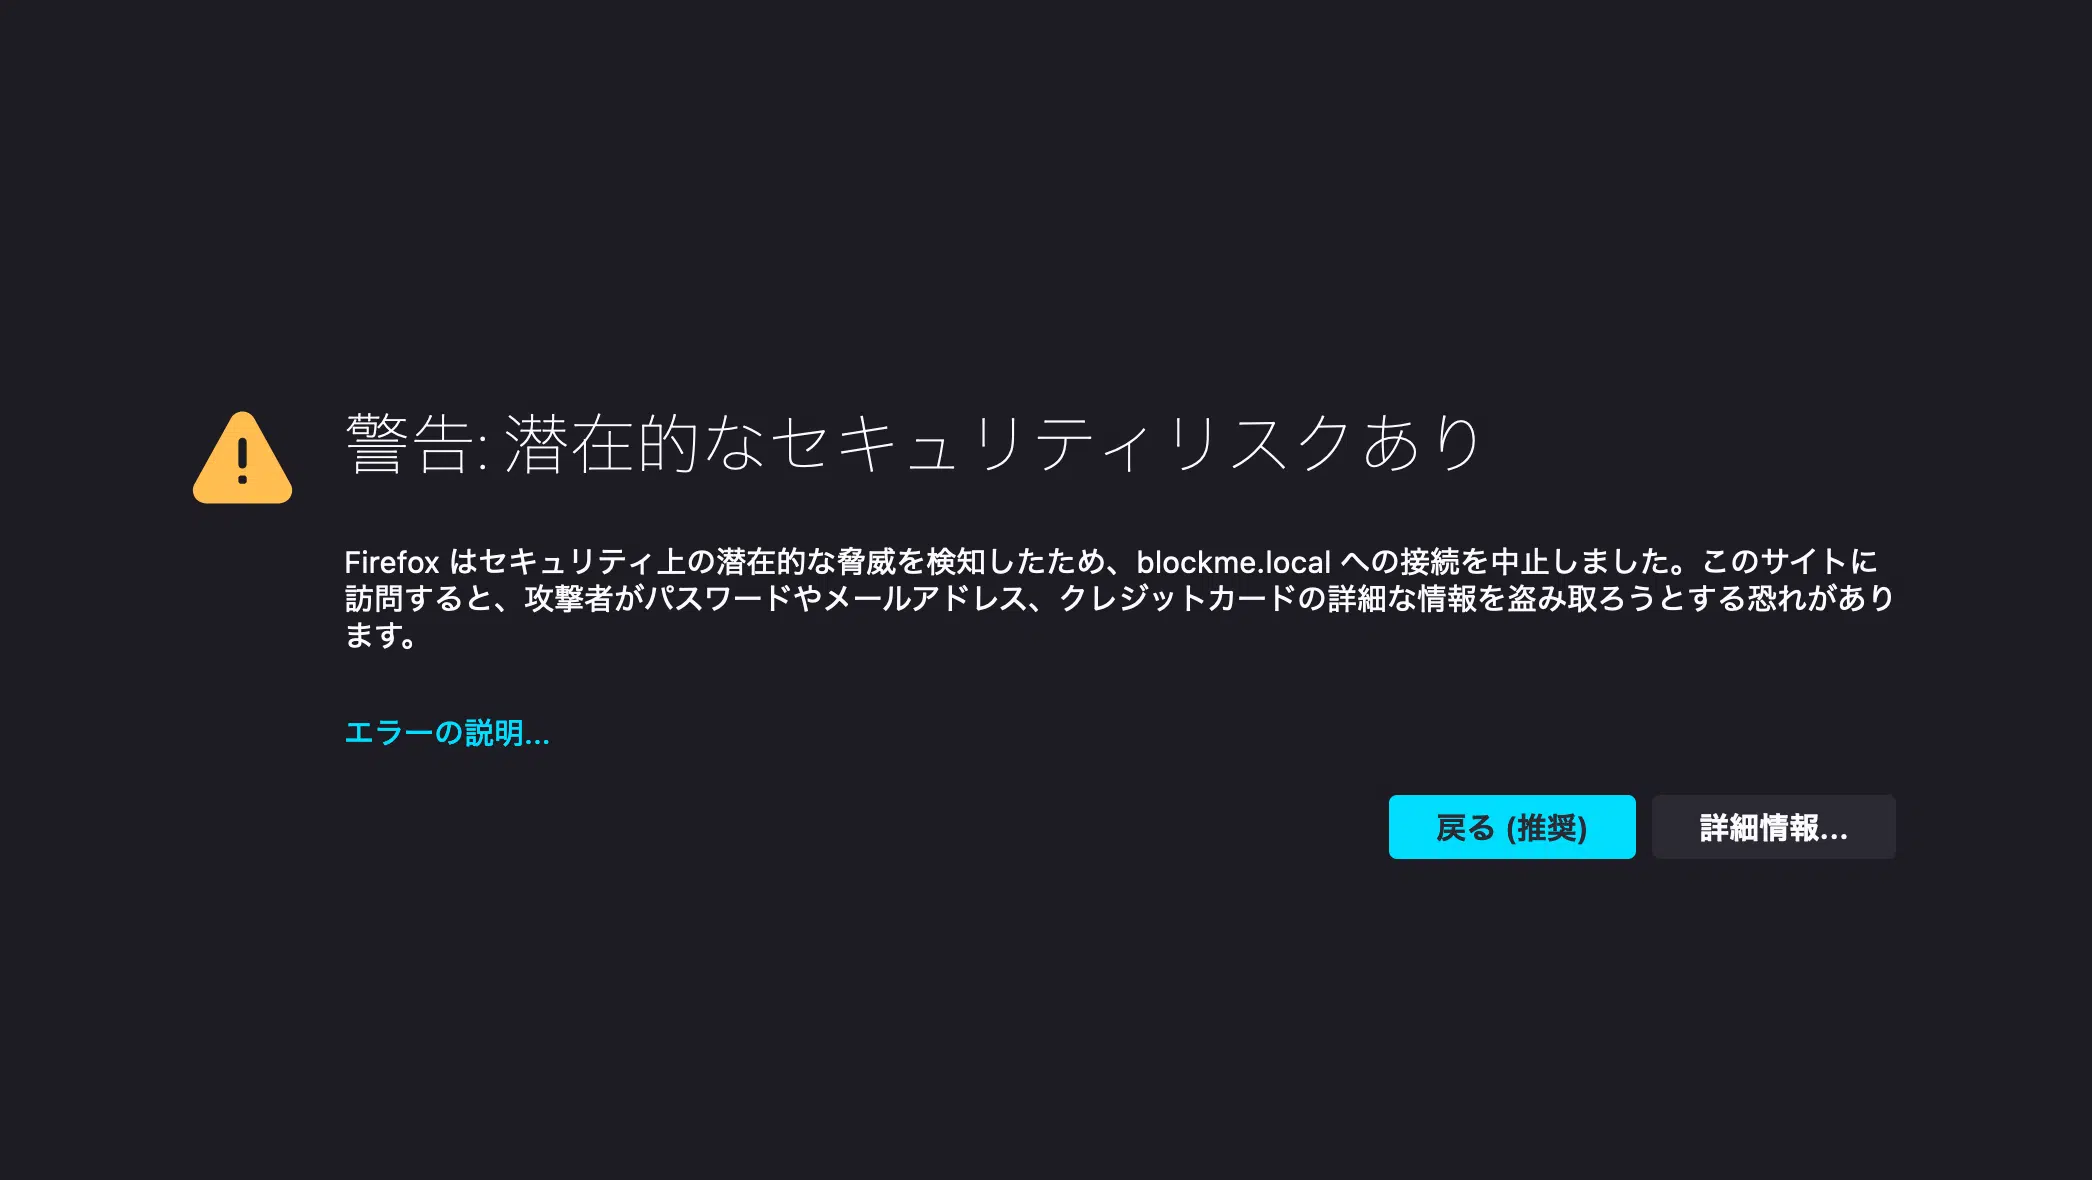 警告: 潜在的なセキュリティリスクあり
Firefox はセキュリティ上の潜在的な脅威を検知したため、blockme.local への接続を中止しました。このサイトに
訪問すると、攻撃者がパスワードやメールアドレス、クレジットカードの詳細な情報を盗み取ろうとする恐れがあり
ます。
エラーの説明...
戻る (推奨)
詳細情報...